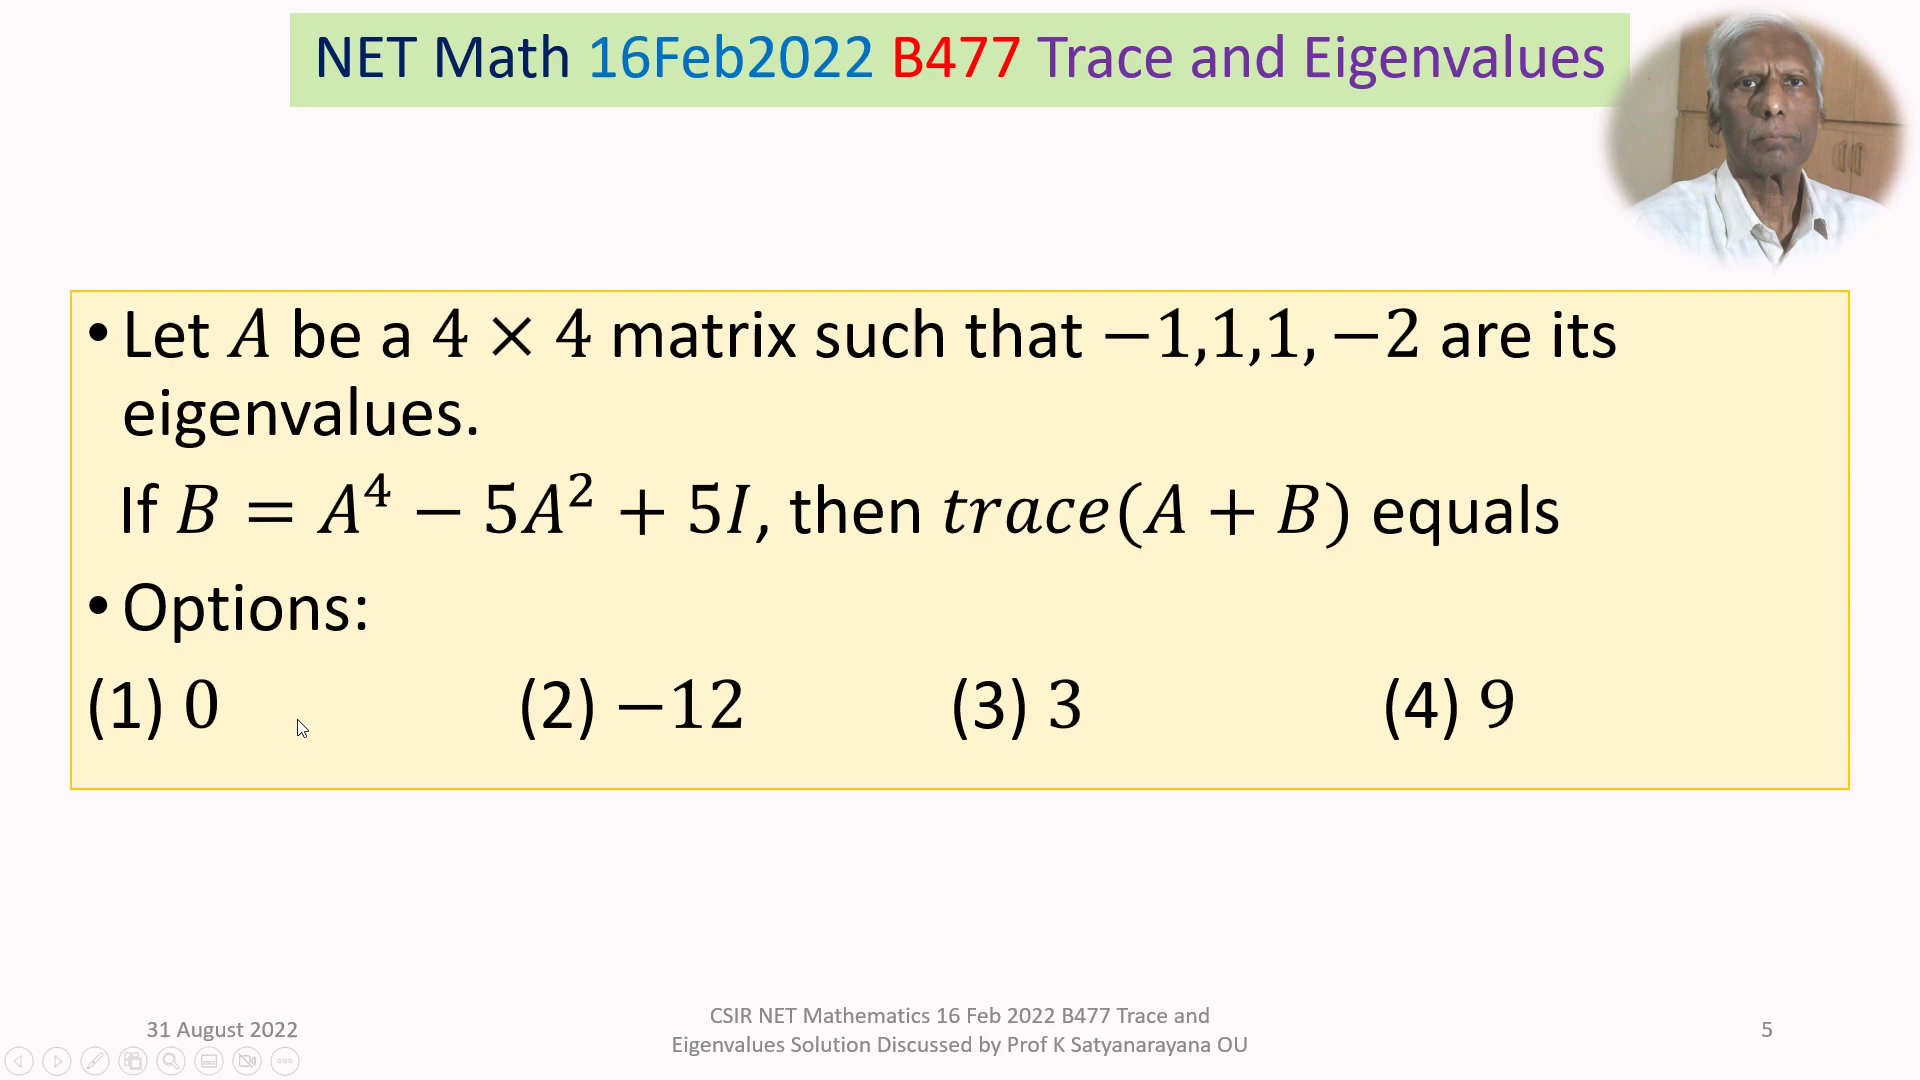 NET Math 16Feb2022 B477 Trace and Eigenvalues
• Let A be a 4 × 4 matrix such that −1,1,1, −2 are its
eigenvalues.
If B = A⁴ − 5A² + 5I, then trace(A + B) equals
• Options:
(1) 0 (2) −12 (3) 3 (4) 9
31 August 2022
CSIR NET Mathematics 16 Feb 2022 B477 Trace and
Eigenvalues Solution Discussed by Prof K Satyanarayana OU
5